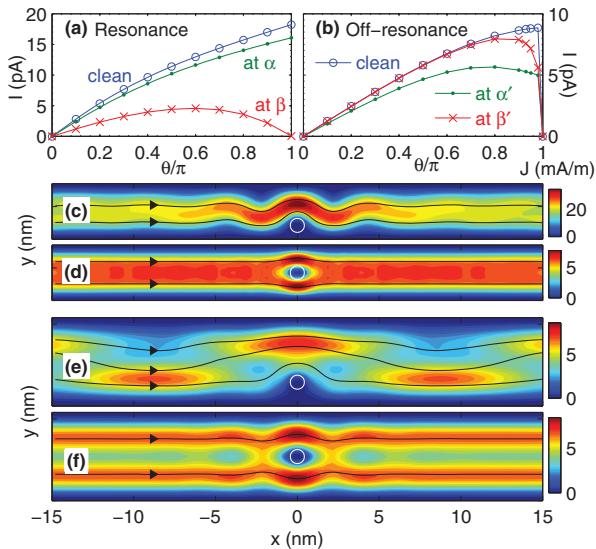 (a) Resonance
(b) Off-resonance
I (pA)
20
15
10
5
0
clean
at α
at β
0
0.2
0.4
0.6
0.8
1
θ/π
clean
at α′
at β′
10
5
0
I (pA)
0
0.2
0.4
0.6
0.8
1
θ/π
J (mA/m)
(c)
20
0
(d)
5
0
y (nm)
(e)
5
0
(f)
5
0
y (nm)
−15
−10
−5
0
5
10
15
x (nm)